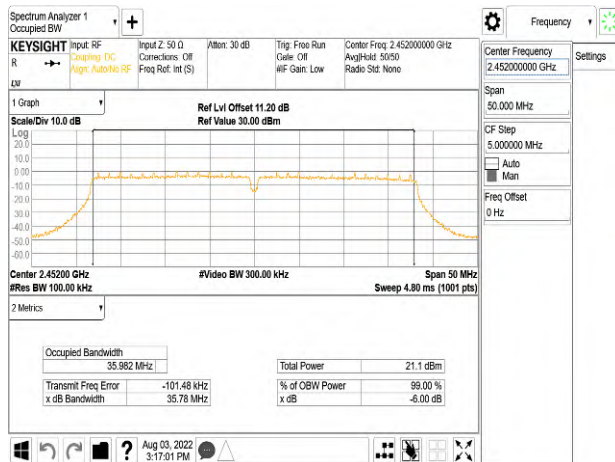 Spectrum Analyzer 1
Occupied BW
Frequency
KEYSIGHT
R
Input: RF
Coupling: DC
Align: Auto/No RF
Input Z: 50 Ω
Corrections: Off
Freq Ref: Int (S)
Atten: 30 dB
Trig: Free Run
Gate: Off
#IF Gain: Low
Center Freq: 2.452000000 GHz
Avg|Hold: 50/50
Radio Std: None
Center Frequency
2.452000000 GHz
Settings
Span
50.000 MHz
CF Step
5.000000 MHz
Auto
Man
Freq Offset
0 Hz
1 Graph
Scale/Div 10.0 dB
Ref Lvl Offset 11.20 dB
Ref Value 30.00 dBm
Log
20.0
10.0
0.00
-10.0
-20.0
-30.0
-40.0
-50.0
-60.0
Center 2.45200 GHz
#Video BW 300.00 kHz
Span 50 MHz
#Res BW 100.00 kHz
Sweep 4.80 ms (1001 pts)
2 Metrics
Occupied Bandwidth
35.982 MHz
Total Power 21.1 dBm
Transmit Freq Error -101.48 kHz
% of OBW Power 99.00 %
x dB Bandwidth 35.78 MHz
x dB -6.00 dB
?
Aug 03, 2022
3:17:01 PM